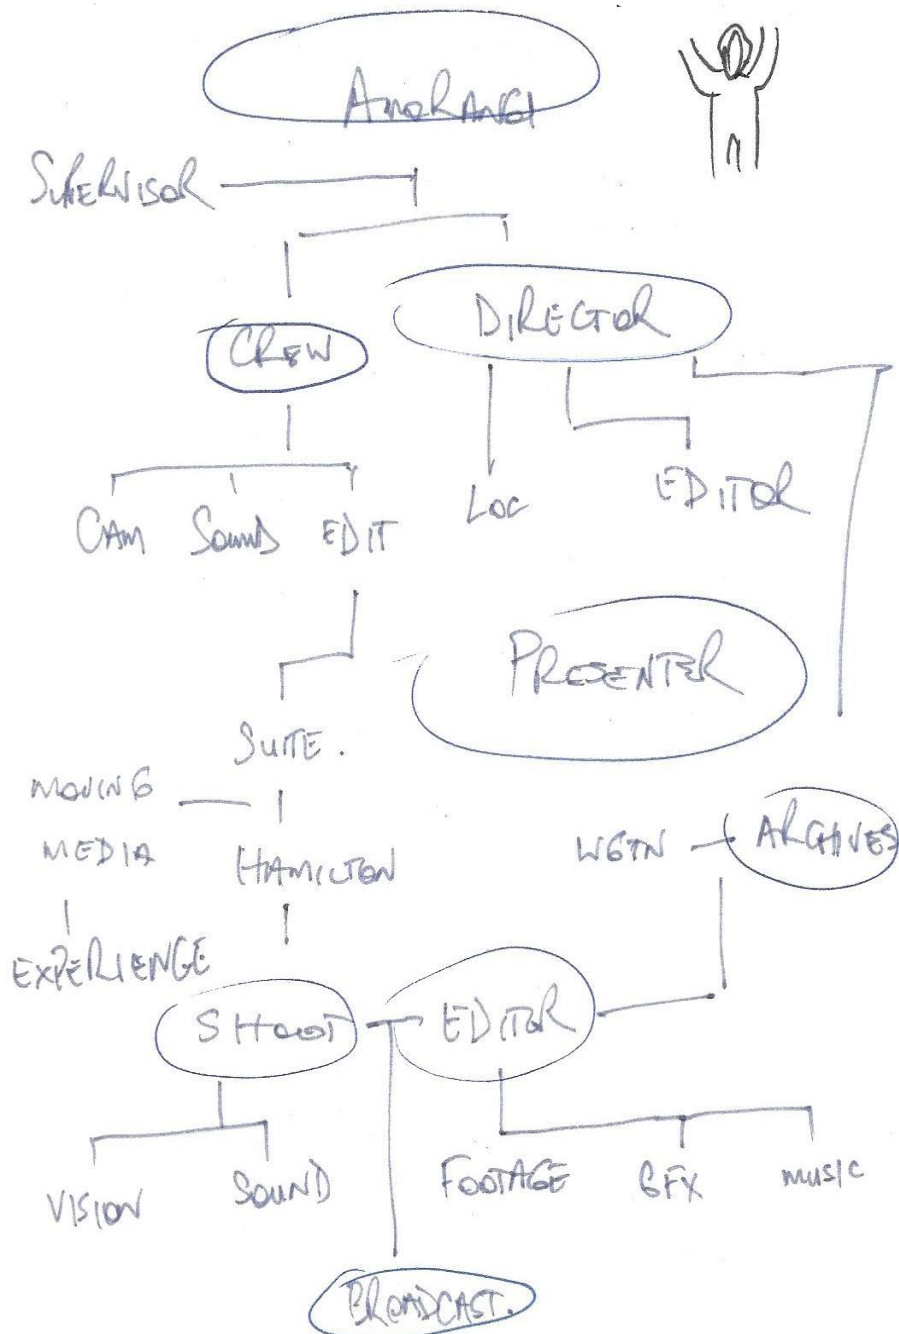 AMORANGI
SUPERVISOR
DIRECTOR
CREW
CAM SOUND EDIT
LOC
EDITOR
PRESENTER
SUITE.
MOVING
MEDIA
HAMILTON
WGTN
ARCHIVES
EXPERIENCE
SHOOT
EDITOR
VISION
SOUND
FOOTAGE
GFX
MUSIC
BROADCAST.